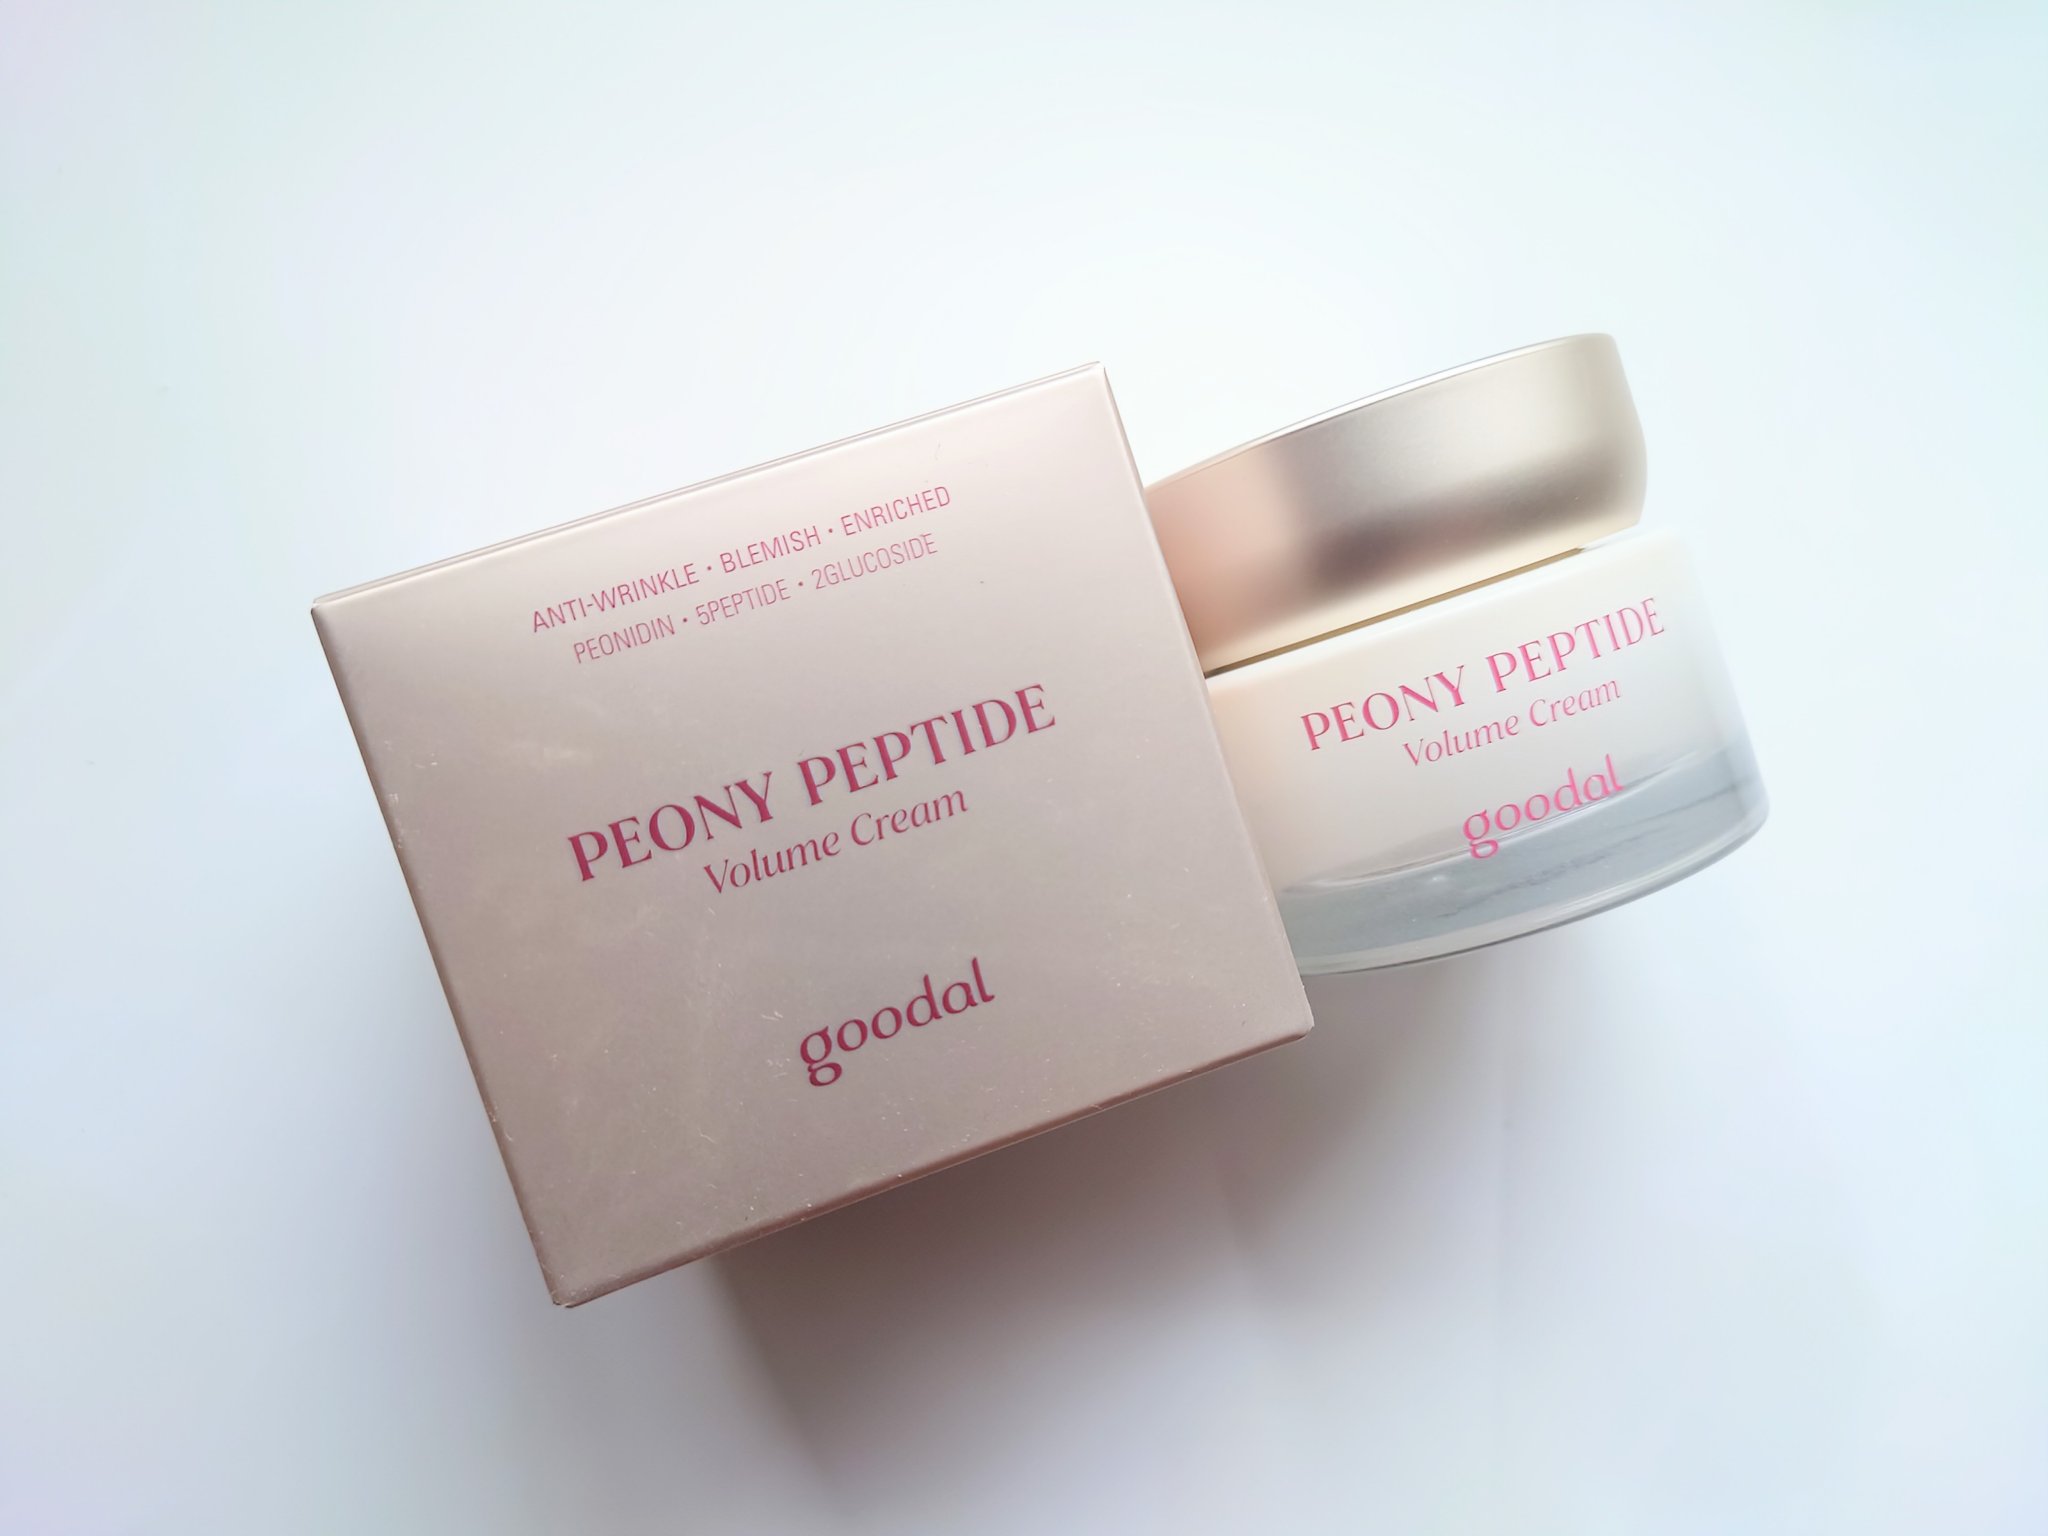 ANTI-WRINKLE · BLEMISH · ENRICHED
PEONIDIN · 5PEPTIDE · 2GLUCOSIDE
PEONY PEPTIDE
Volume Cream
goodal
PEONY PEPTIDE
Volume Cream
goodal